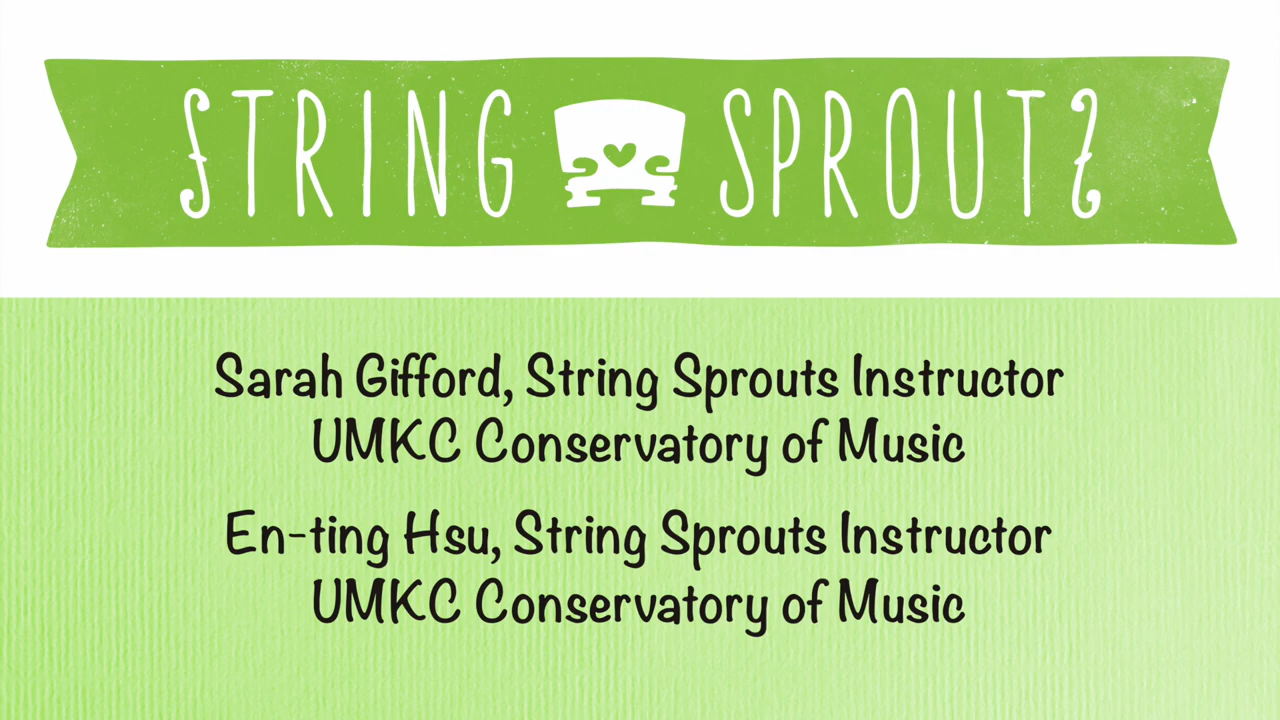 STRING SPROUTS
Sarah Gifford, String Sprouts Instructor
UMKC Conservatory of Music
En-ting Hsu, String Sprouts Instructor
UMKC Conservatory of Music